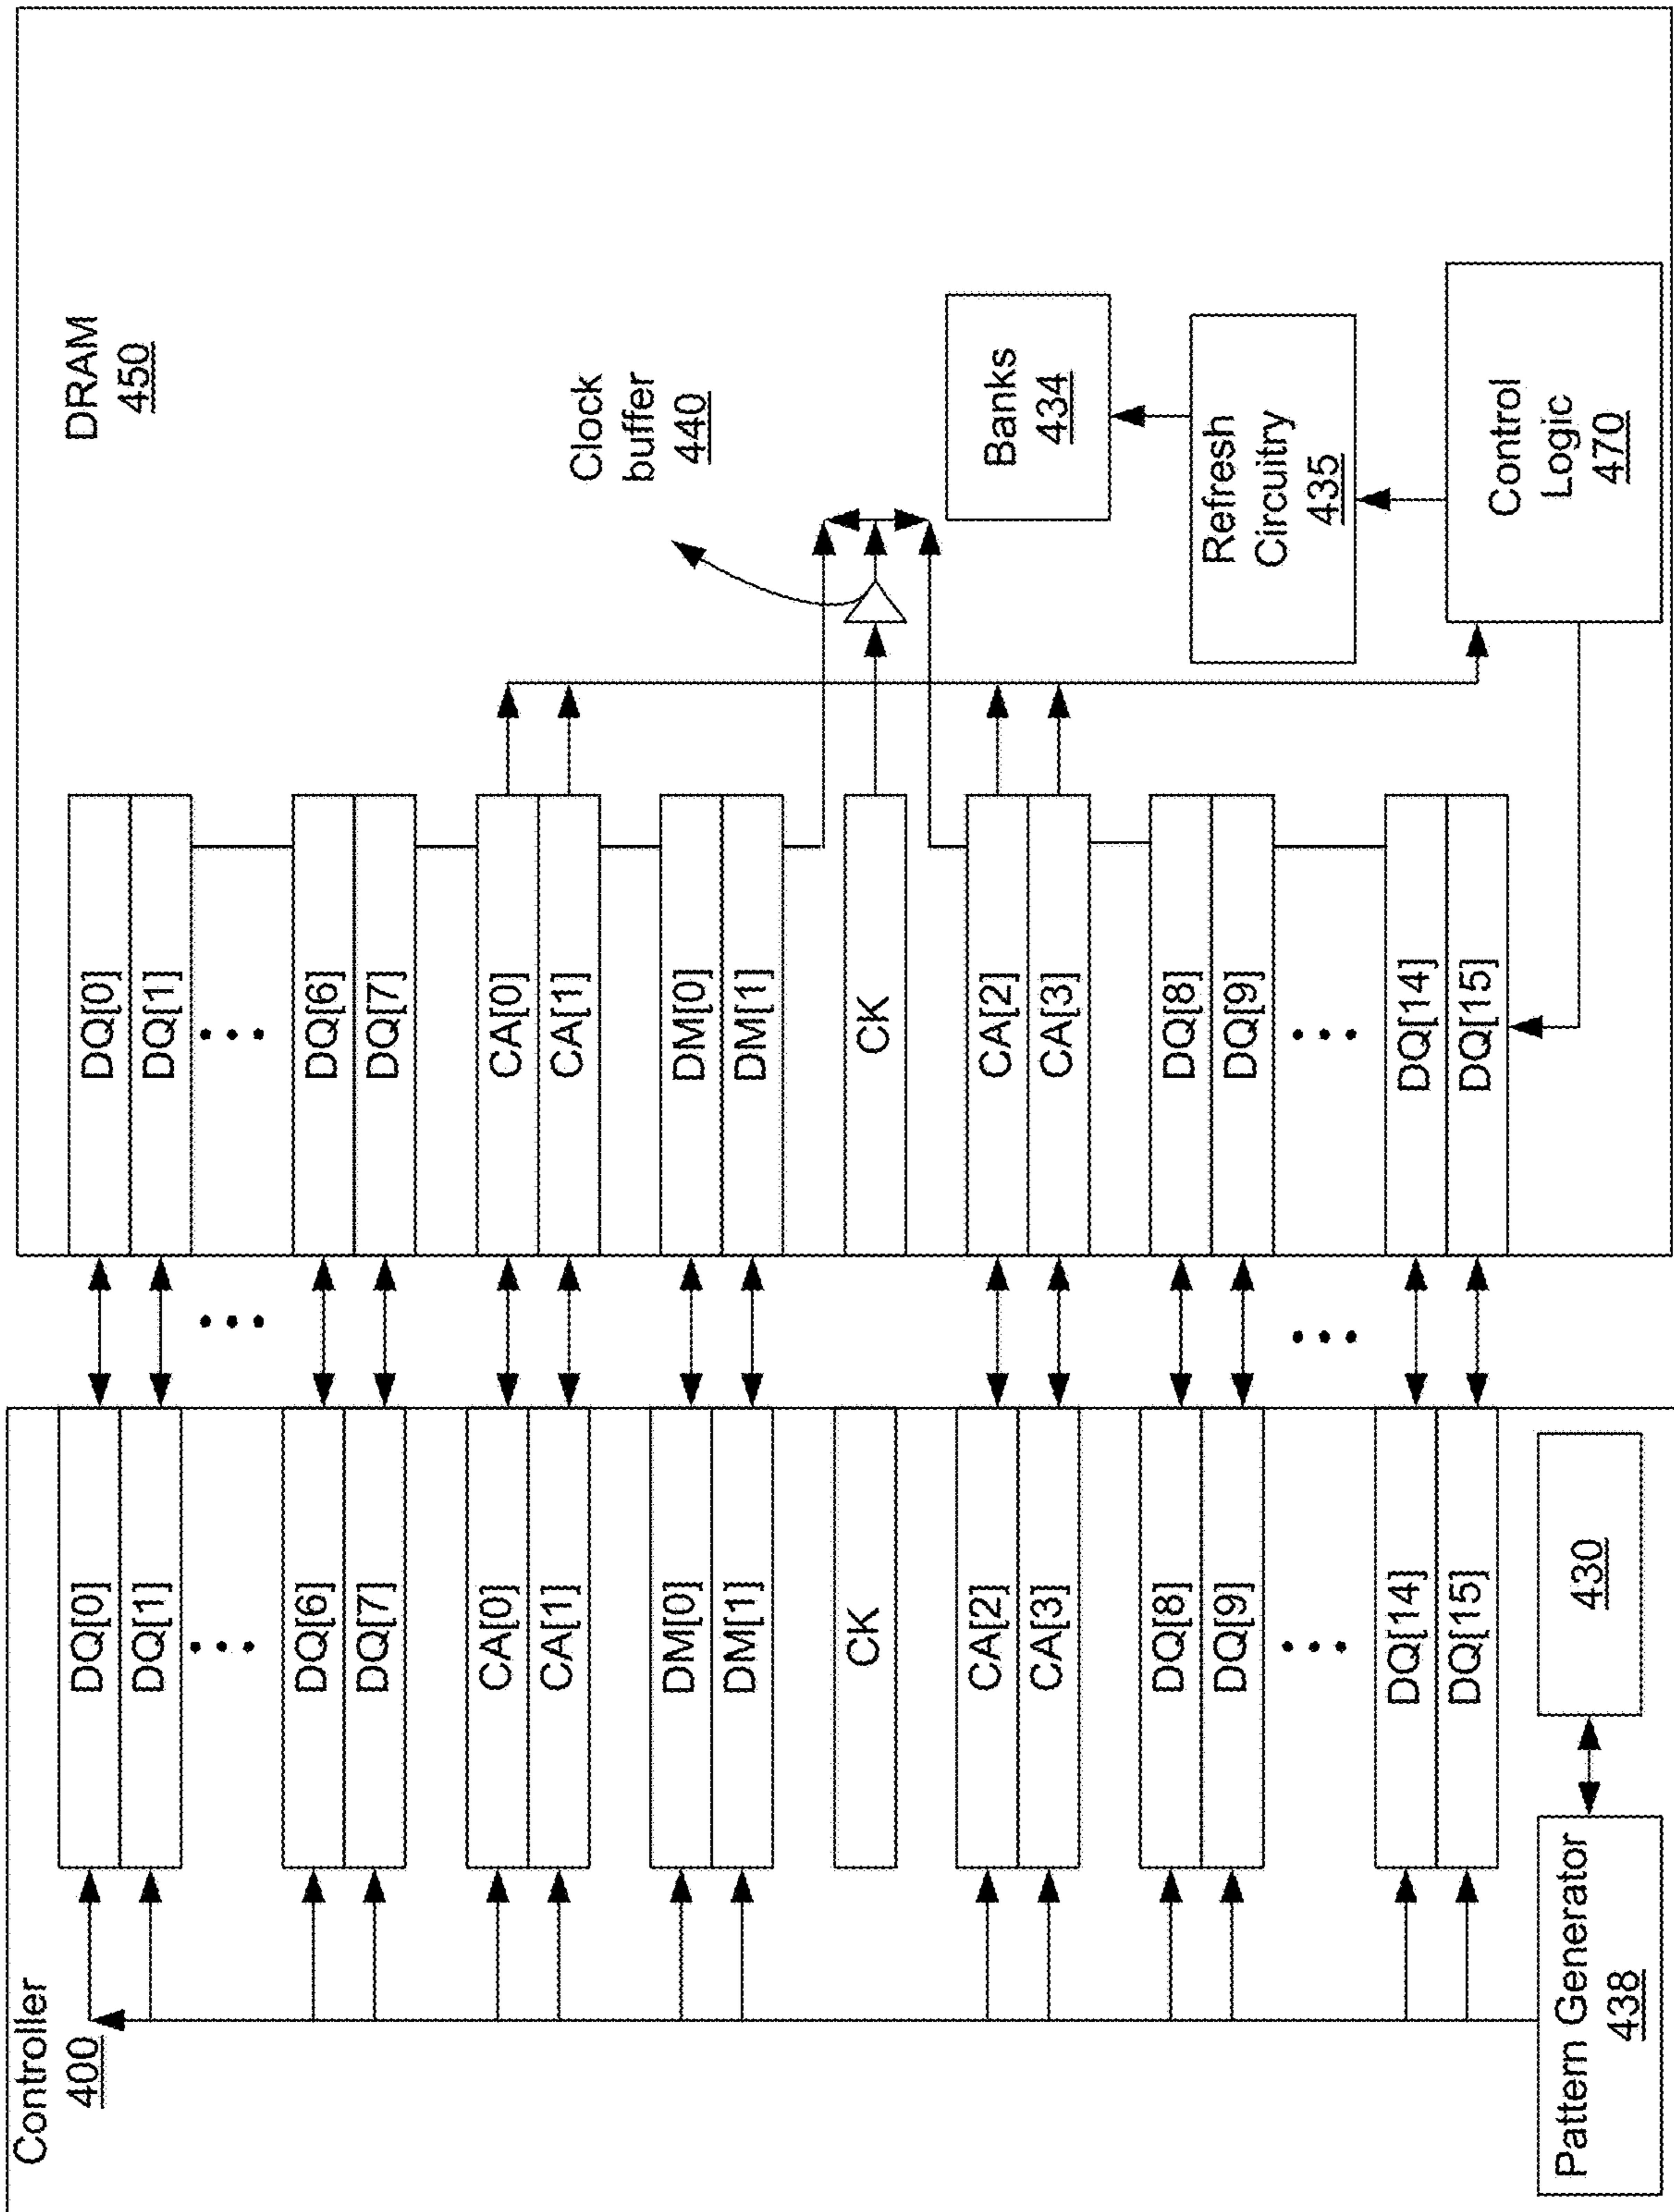 Controller
400
DQ[0]
DQ[1]
DQ[6]
DQ[7]
CA[0]
CA[1]
DM[0]
DM[1]
CK
CA[2]
CA[3]
DQ[8]
DQ[9]
DQ[14]
DQ[15]
Pattern Generator
438
430
DRAM
450
DQ[0]
DQ[1]
DQ[6]
DQ[7]
CA[0]
CA[1]
DM[0]
DM[1]
CK
CA[2]
CA[3]
DQ[8]
DQ[9]
DQ[14]
DQ[15]
Clock
buffer
440
Banks
434
Refresh
Circuitry
435
Control
Logic
470